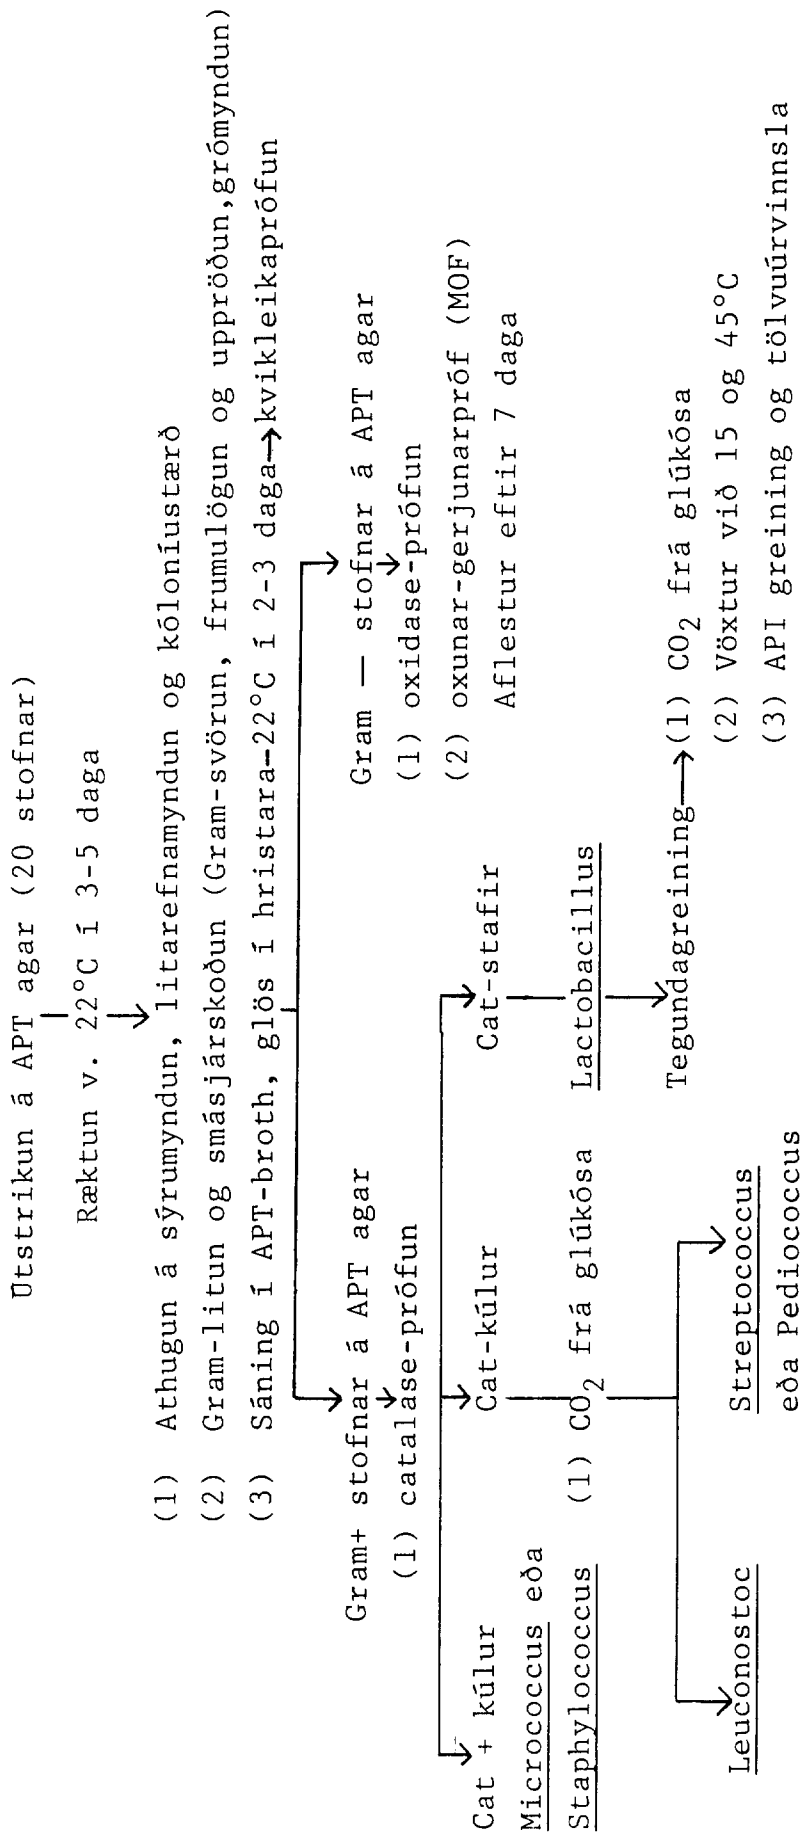 Útstrikun á APT agar (20 stofnar)
Ræktun v. 22°C í 3-5 daga
(1) Athugun á sýrumyndun, litarefnamyndun og kóloníustærð
(2) Gram-litun og smásjárskoðun (Gram-svörun, frumulögun og uppröðun,grómyndun)
(3) Sáning í APT-broth, glös í hristara—22°C í 2-3 daga→kvikleikaprófun
Gram+ stofnar á APT agar
(1) catalase-prófun
Gram — stofnar á APT agar
(1) oxidase-prófun
(2) oxunar-gerjunarpróf (MOF)
Aflestur eftir 7 daga
Cat + kúlur
Micrococcus eða
Staphylococcus
Cat-kúlur
(1) CO2 frá glúkósa
Leuconostoc
Streptococcus
eða Pediococcus
Cat-stafir
Lactobacillus
Tegundagreining→(1) CO2 frá glúkósa
(2) Vöxtur við 15 og 45°C
(3) API greining og tölvuúrvinnsla